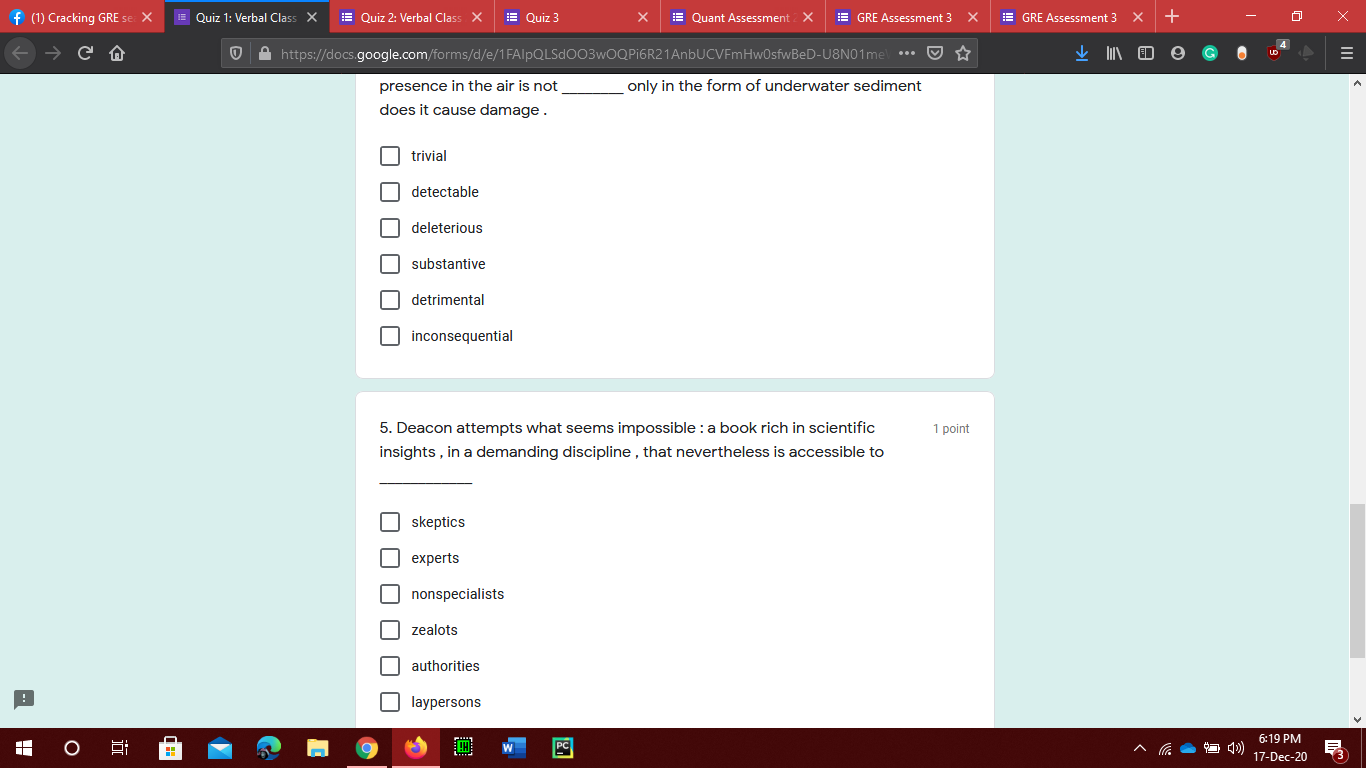 (1) Cracking GRE se
Quiz 1: Verbal Class
Quiz 2: Verbal Class
Quiz 3
Quant Assessment
GRE Assessment 3
GRE Assessment 3
https://docs.google.com/forms/d/e/1FAIpQLSdOO3wOQPi6R21AnbUCVFmHw0sfwBeD-U8N01me
4
presence in the air is not ________ only in the form of underwater sediment
does it cause damage .
trivial
detectable
deleterious
substantive
detrimental
inconsequential
5. Deacon attempts what seems impossible : a book rich in scientific
1 point
insights , in a demanding discipline , that nevertheless is accessible to
____________
skeptics
experts
nonspecialists
zealots
authorities
laypersons
6:19 PM
17-Dec-20
3